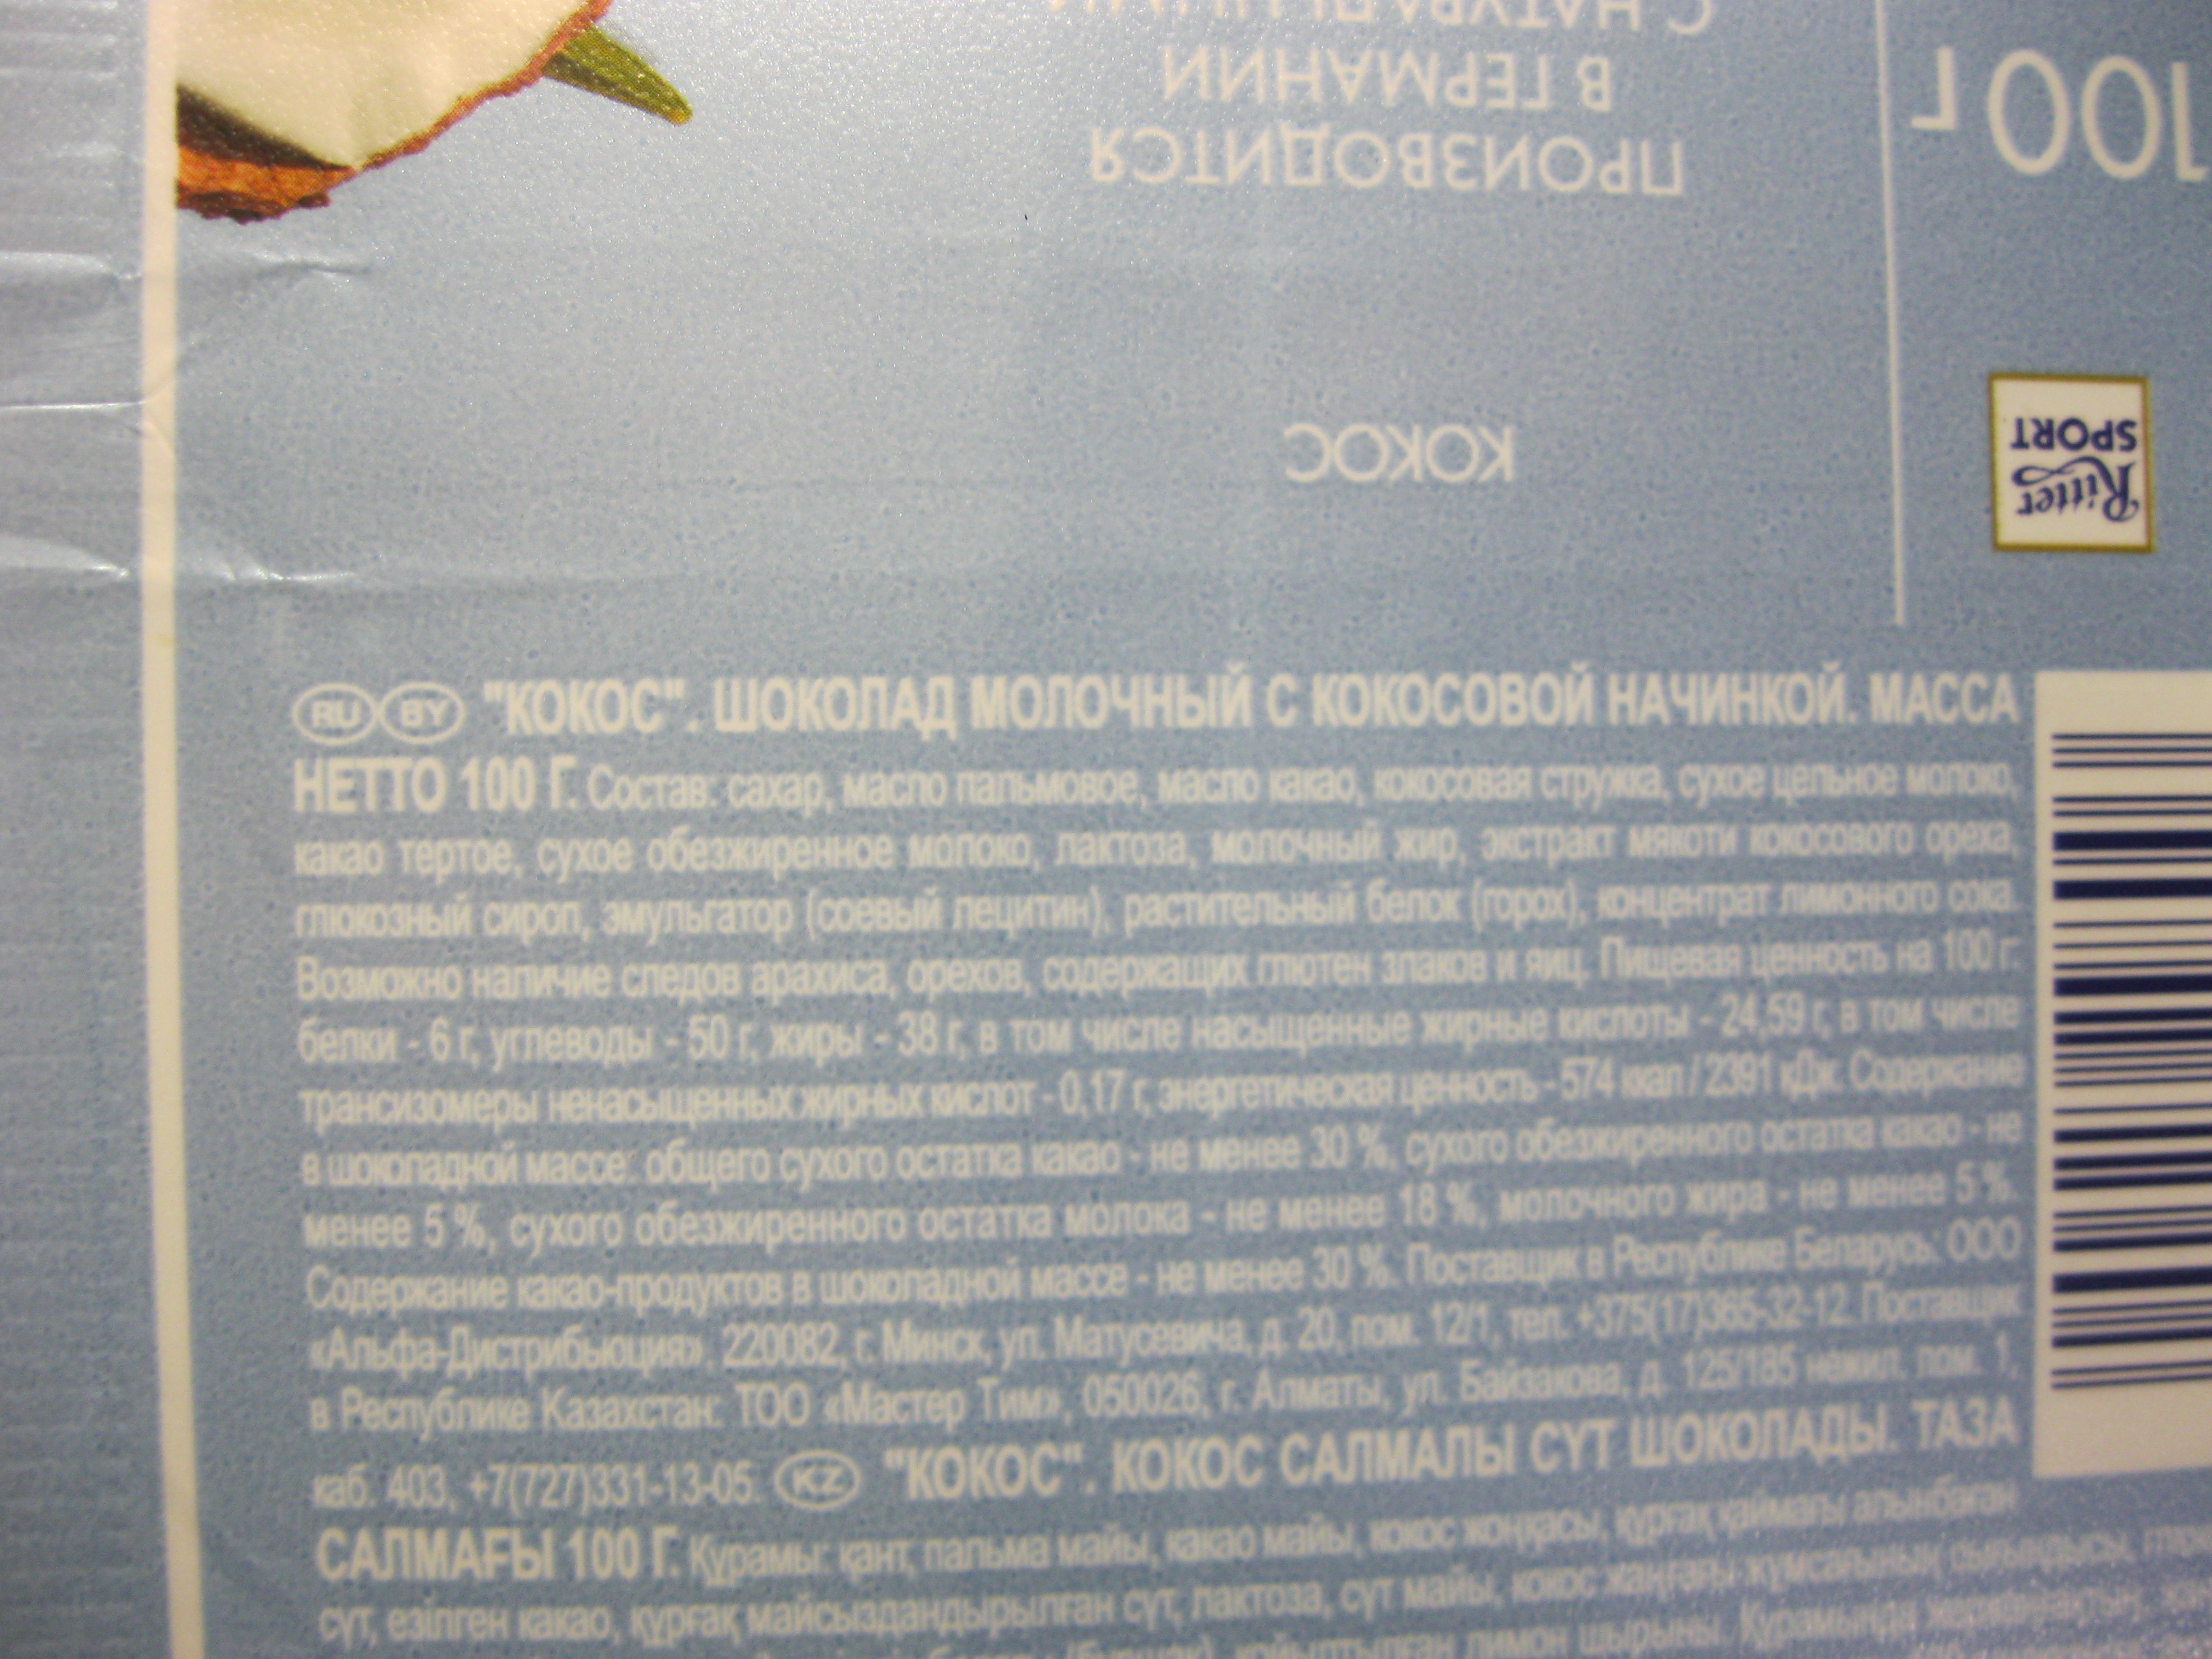 С НАТУРАЛЬНЫМИ
В ГЕРМАНИИ
ПРОИЗВОДИТСЯ
100 г
КОКОС
Ritter
SPORT
RU BY "КОКОС". ШОКОЛАД МОЛОЧНЫЙ С КОКОСОВОЙ НАЧИНКОЙ. МАССА
НЕТТО 100 Г. Состав: сахар, масло пальмовое, масло какао, кокосовая стружка, сухое цельное молоко,
какао тертое, сухое обезжиренное молоко, лактоза, молочный жир, экстракт мякоти кокосового ореха,
глюкозный сироп, эмульгатор (соевый лецитин), растительный белок (горох), концентрат лимонного сока.
Возможно наличие следов арахиса, орехов, содержащих глютен злаков и яиц. Пищевая ценность на 100 г:
белки - 6 г, углеводы - 50 г, жиры - 38 г, в том числе насыщенные жирные кислоты - 24,59 г, в том числе
трансизомеры ненасыщенных жирных кислот - 0,17 г, энергетическая ценность - 574 ккал / 2391 кДж. Содержание
в шоколадной массе: общего сухого остатка какао - не менее 30 %, сухого обезжиренного остатка какао - не
менее 5 %, сухого обезжиренного остатка молока - не менее 18 %, молочного жира - не менее 5 %.
Содержание какао-продуктов в шоколадной массе - не менее 30 %. Поставщик в Республике Беларусь: ООО
«Альфа-Дистрибьюция», 220082, г. Минск, ул. Матусевича, д. 20, пом. 12/1, тел. +375(17)365-32-12. Поставщик
в Республике Казахстан: ТОО «Мастер Тим», 050026, г. Алматы, ул. Байзакова, д. 125/185 нежил. пом. 1,
каб. 403, +7(727)331-13-05. KZ "КОКОС". КОКОС САЛМАЛЫ СҮТ ШОКОЛАДЫ. ТАЗА
САЛМАҒЫ 100 Г. Құрамы: қант, пальма майы, какао майы, кокос жоңқасы, құрғақ қаймағы алынбаған
сүт, езілген какао, құрғақ майсыздандырылған сүт, лактоза, сүт майы, кокос жаңғағы жұмсағының сығындысы,
лимон шырыны. Құрамында